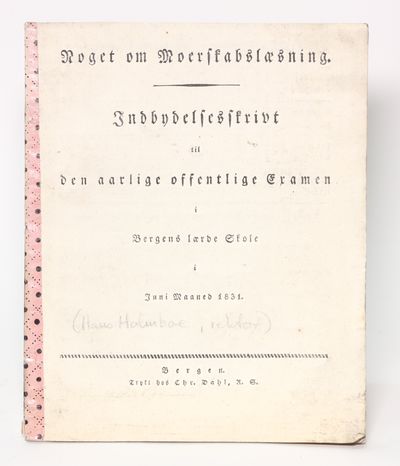 Noget om Moerskabslæsning.
Indbydelsesskrivt
til
den aarlige offentlige Examen
i
Bergens lærde Skole
i
Juni Maaned 1831.
(Hans Holmboe, rektor)
Bergen.
Trykt hos Chr. Dahl, R. S.